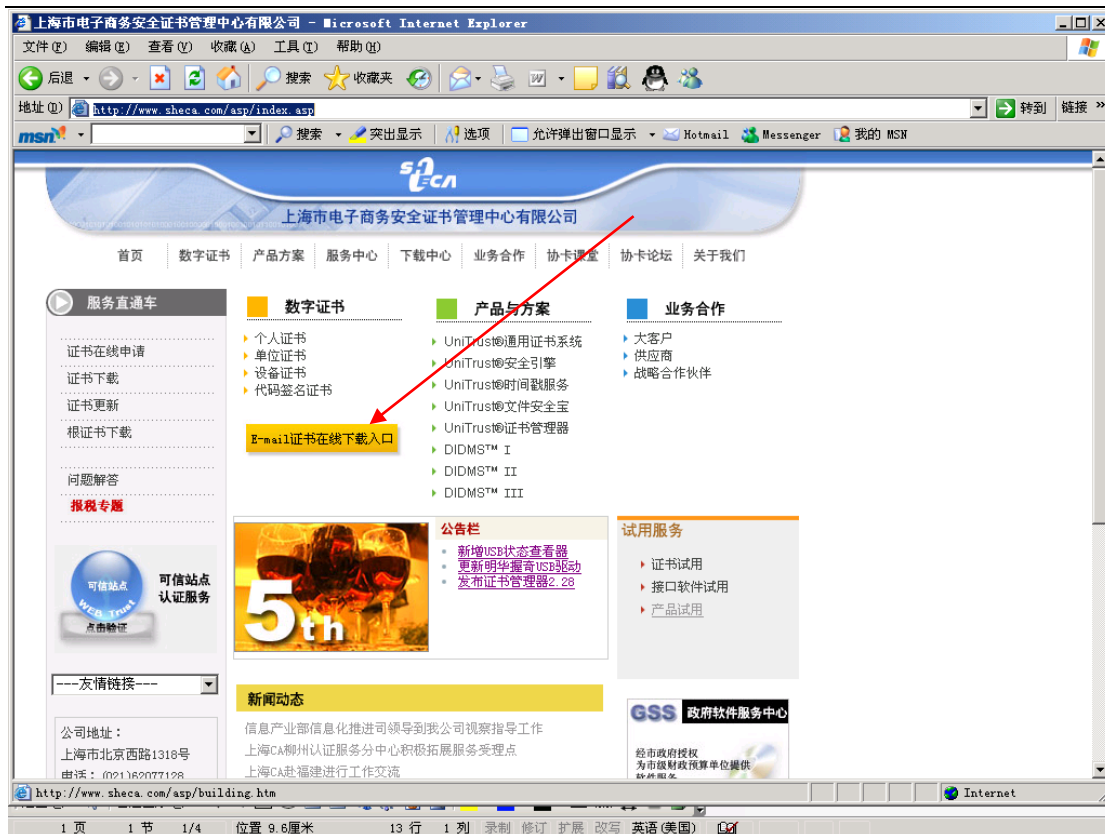 上海市电子商务安全证书管理中心有限公司 - Microsoft Internet Explorer
文件(F) 编辑(E) 查看(V) 收藏(A) 工具(T) 帮助(H)
后退 搜索 收藏夹
地址(D) http://www.sheca.com/asp/index.asp 转到 链接 »
msn 搜索 突出显示 选项 允许弹出窗口显示 Hotmail Messenger 我的 MSN
SHECA
上海市电子商务安全证书管理中心有限公司
首页 数字证书 产品方案 服务中心 下载中心 业务合作 协卡课堂 协卡论坛 关于我们
服务直通车
证书在线申请
证书下载
证书更新
根证书下载
问题解答
报税专题
可信站点
WEB Trust
点击验证
可信站点
认证服务
---友情链接---
公司地址：
上海市北京西路1318号
电话：(021)62077128
数字证书
个人证书
单位证书
设备证书
代码签名证书
E-mail证书在线下载入口
产品与方案
UniTrust®通用证书系统
UniTrust®安全引擎
UniTrust®时间戳服务
UniTrust®文件安全宝
UniTrust®证书管理器
DIDMS™ I
DIDMS™ II
DIDMS™ III
业务合作
大客户
供应商
战略合作伙伴
5th
公告栏
新增USB状态查看器
更新明华握奇USB驱动
发布证书管理器2.28
试用服务
证书试用
接口软件试用
产品试用
新闻动态
信息产业部信息化推进司领导到我公司视察指导工作
上海CA柳州认证服务分中心积极拓展服务受理点
上海CA赴福建进行工作交流
GSS 政府软件服务中心
经市政府授权
为市级财政预算单位提供
软件服务
http://www.sheca.com/asp/building.htm Internet
1 页 1 节 1/4 位置 9.6厘米 13 行 1 列 录制 修订 扩展 改写 英语(美国)